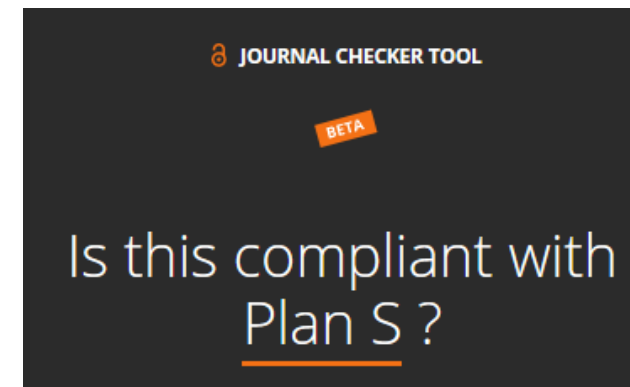 JOURNAL CHECKER TOOL
BETA
Is this compliant with
Plan S ?